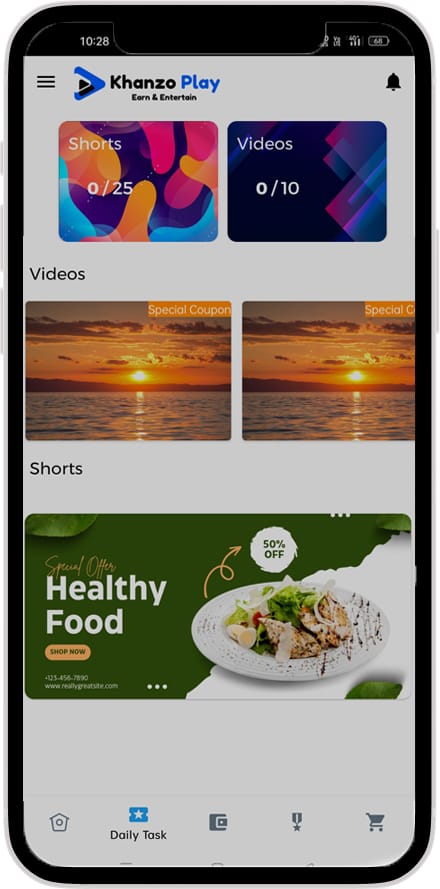 10:28
Khanzo Play
Earn & Entertain
Shorts
0/25
Videos
0/10
Videos
Special Coupon
Special C
Shorts
Special Offer
Healthy
Food
50%
OFF
SHOP NOW
+123-456-7890
www.reallygreatsite.com
Daily Task